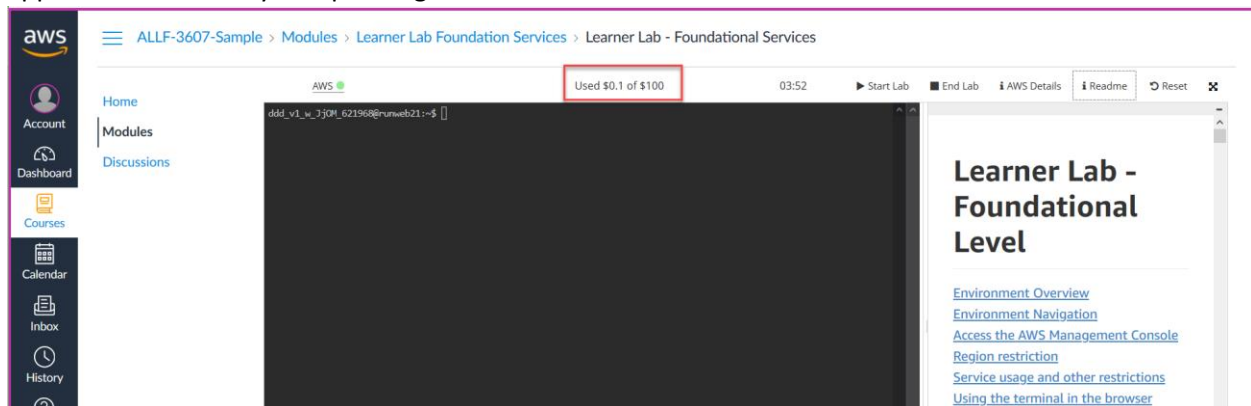 aws
ALLF-3607-Sample > Modules > Learner Lab Foundation Services > Learner Lab - Foundational Services
AWS
Used $0.1 of $100
03:52
Start Lab
End Lab
AWS Details
Readme
Reset
Account
Dashboard
Courses
Calendar
Inbox
History
Home
Modules
Discussions
ddd_v1_w_JjOM_621968@runweb21:~$ []
Learner Lab -
Foundational
Level
Environment Overview
Environment Navigation
Access the AWS Management Console
Region restriction
Service usage and other restrictions
Using the terminal in the browser